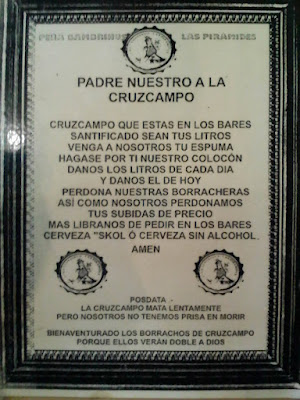 PEÑA GAMBRINUS LAS PIRAMIDES
PADRE NUESTRO A LA
CRUZCAMPO
CRUZCAMPO QUE ESTAS EN LOS BARES
SANTIFICADO SEAN TUS LITROS
VENGA A NOSOTROS TU ESPUMA
HAGASE POR TI NUESTRO COLOCÓN
DANOS LOS LITROS DE CADA DIA
Y DANOS EL DE HOY
PERDONA NUESTRAS BORRACHERAS
ASÍ COMO NOSOTROS PERDONAMOS
TUS SUBIDAS DE PRECIO
MAS LIBRANOS DE PEDIR EN LOS BARES
CERVEZA "SKOL Ó CERVEZA SIN ALCOHOL.
AMEN
POSDATA .-
LA CRUZCAMPO MATA LENTAMENTE
PERO NOSOTROS NO TENEMOS PRISA EN MORIR
BIENAVENTURADO LOS BORRACHOS DE CRUZCAMPO
PORQUE ELLOS VERÁN DOBLE A DIOS